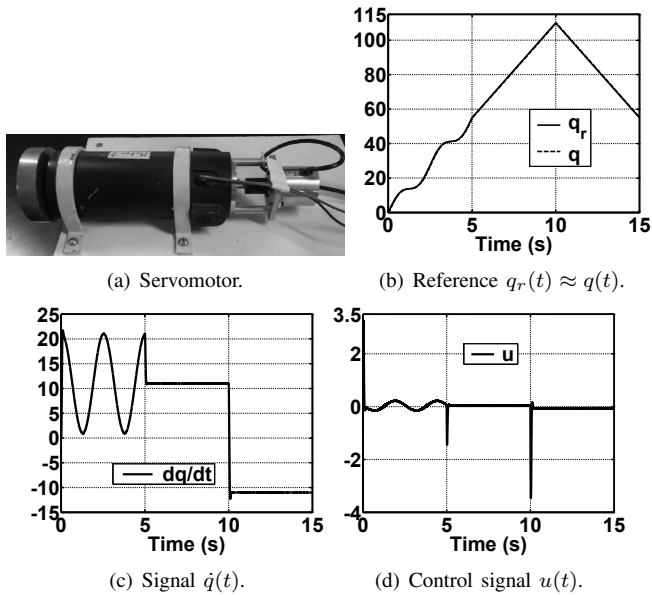 115
100
80
60
40
20
0
q_r
q
0 5 10 15
Time (s)
(a) Servomotor.
(b) Reference q_r(t) ≈ q(t).
25
20
15
10
5
0
-5
-10
-15
dq/dt
0 5 10 15
Time (s)
(c) Signal q̇(t).
3.5
2
0
-2
-4
u
0 5 10 15
Time (s)
(d) Control signal u(t).